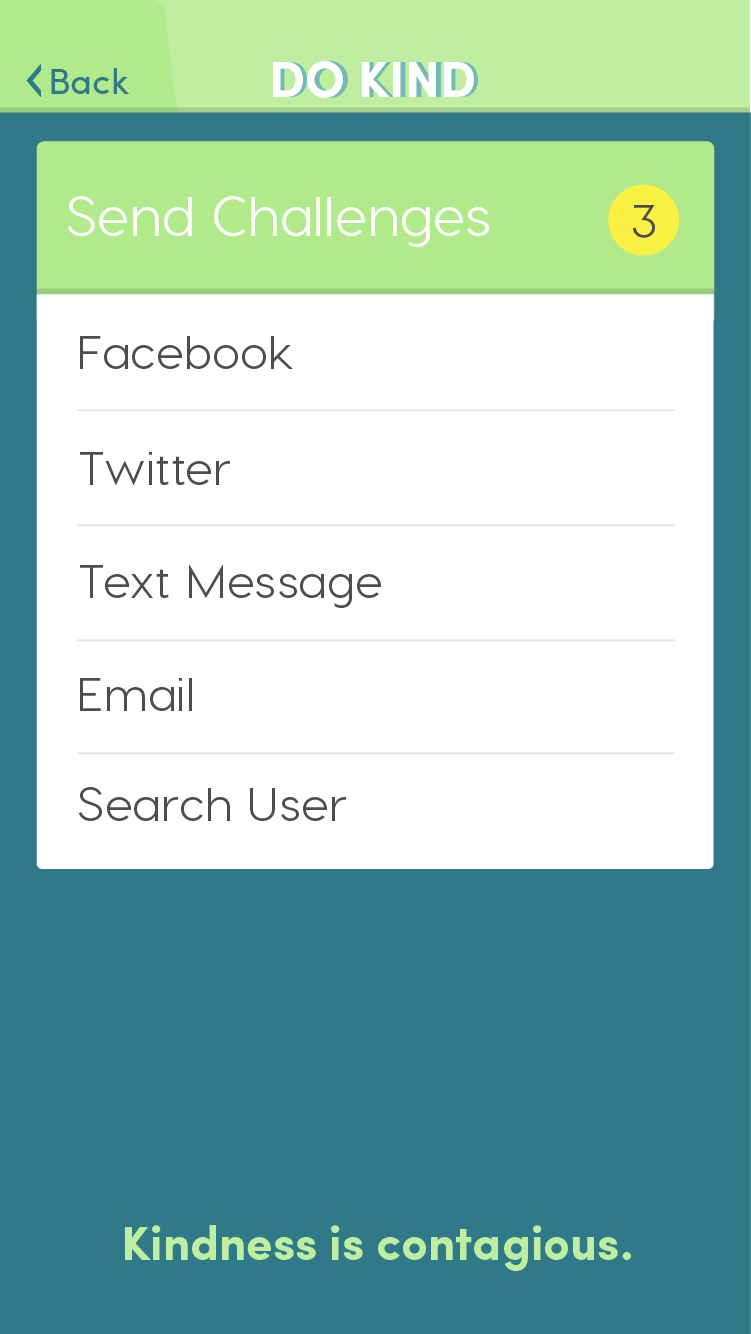 Back
DO KIND
Send Challenges
3
Facebook
Twitter
Text Message
Email
Search User
Kindness is contagious.